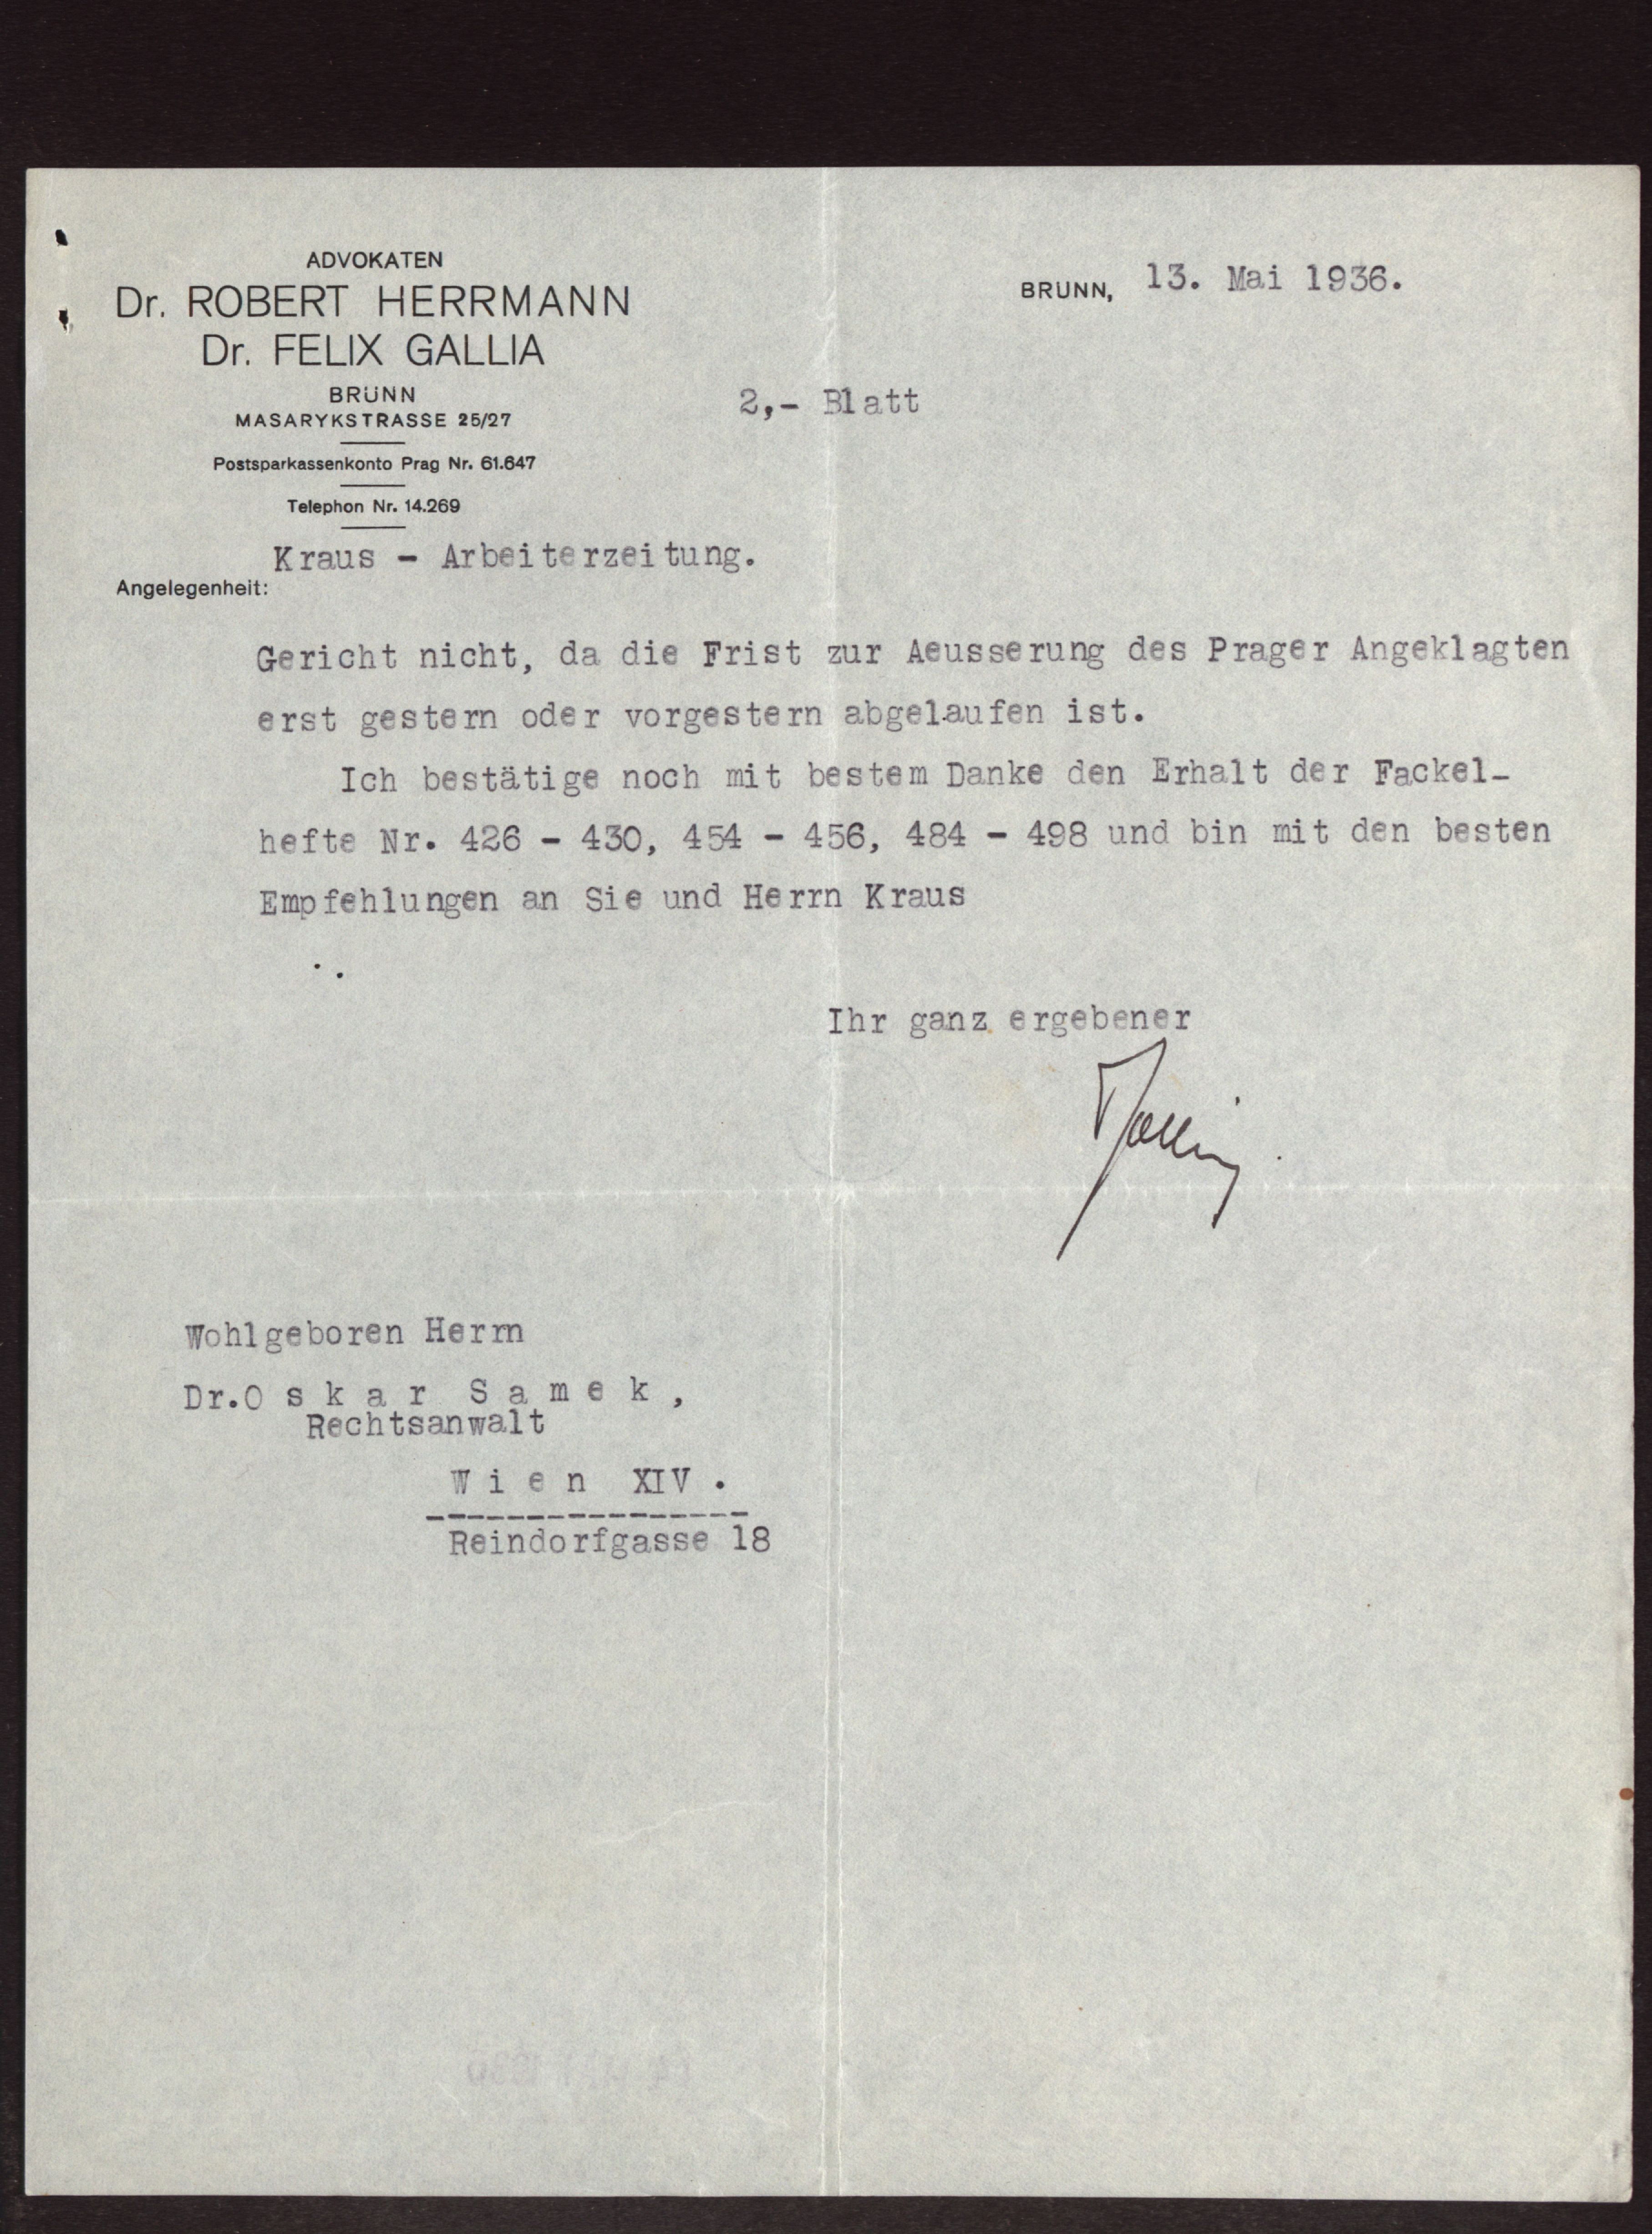 ADVOKATEN
Dr. ROBERT HERRMANN
Dr. FELIX GALLIA
BRÜNN
MASARYKSTRASSE 25/27
Postsparkassenkonto Prag Nr. 61.647
Telephon Nr. 14.269
BRÜNN, 13. Mai 1936.
2,- Blatt
Kraus - Arbeiterzeitung.
Angelegenheit:
Gericht nicht, da die Frist zur Aeusserung des Prager Angeklagten
erst gestern oder vorgestern abgelaufen ist.
Ich bestätige noch mit bestem Danke den Erhalt der Fackel-
hefte Nr. 426 - 430, 454 - 456, 484 - 498 und bin mit den besten
Empfehlungen an Sie und Herrn Kraus
Ihr ganz ergebener
Gallia
Wohlgeboren Herrn
Dr.O s k a r S a m e k ,
Rechtsanwalt
W i e n XIV .
Reindorfgasse 18